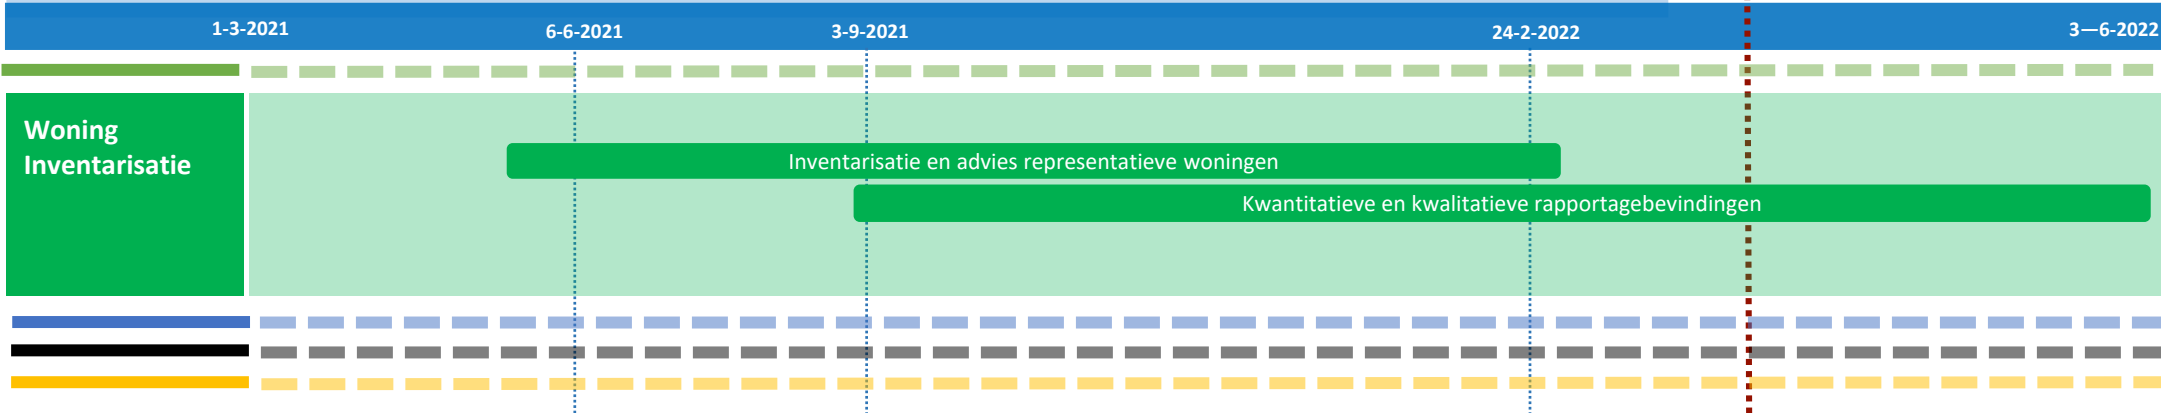 1-3-2021
6-6-2021
3-9-2021
24-2-2022
3—6-2022
Woning
Inventarisatie
Inventarisatie en advies representatieve woningen
Kwantitatieve en kwalitatieve rapportagebevindingen